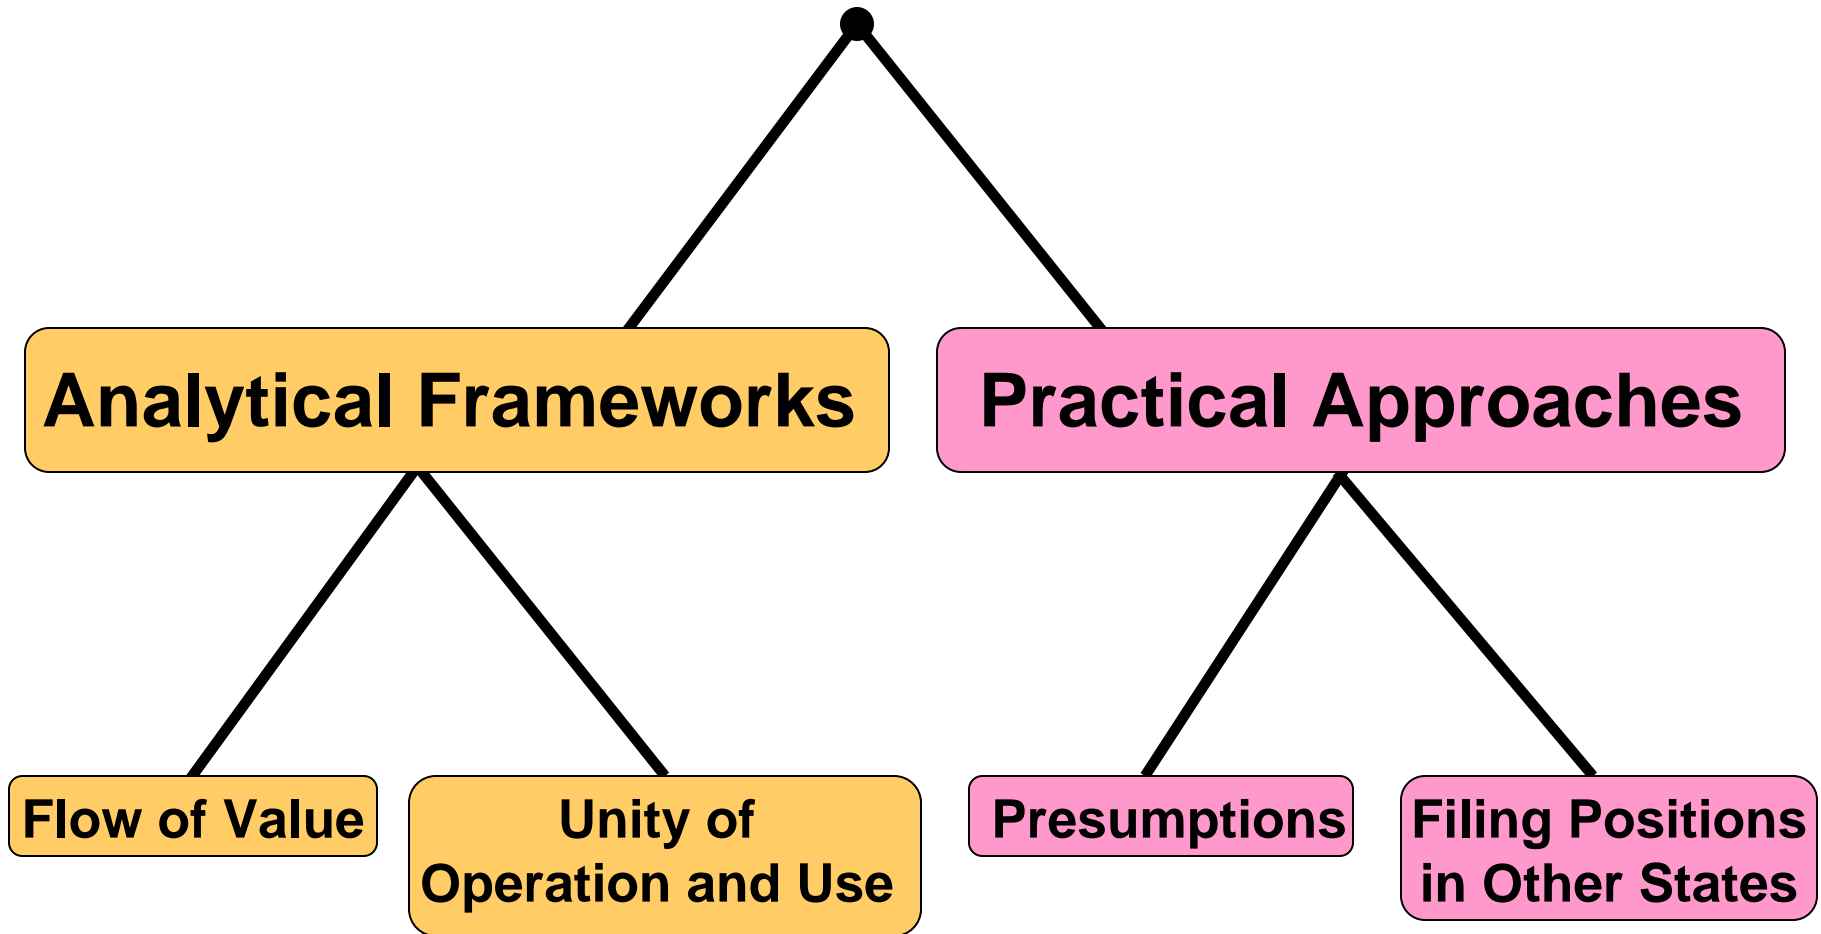 Analytical Frameworks
Practical Approaches
Flow of Value
Unity of
Operation and Use
Presumptions
Filing Positions
in Other States